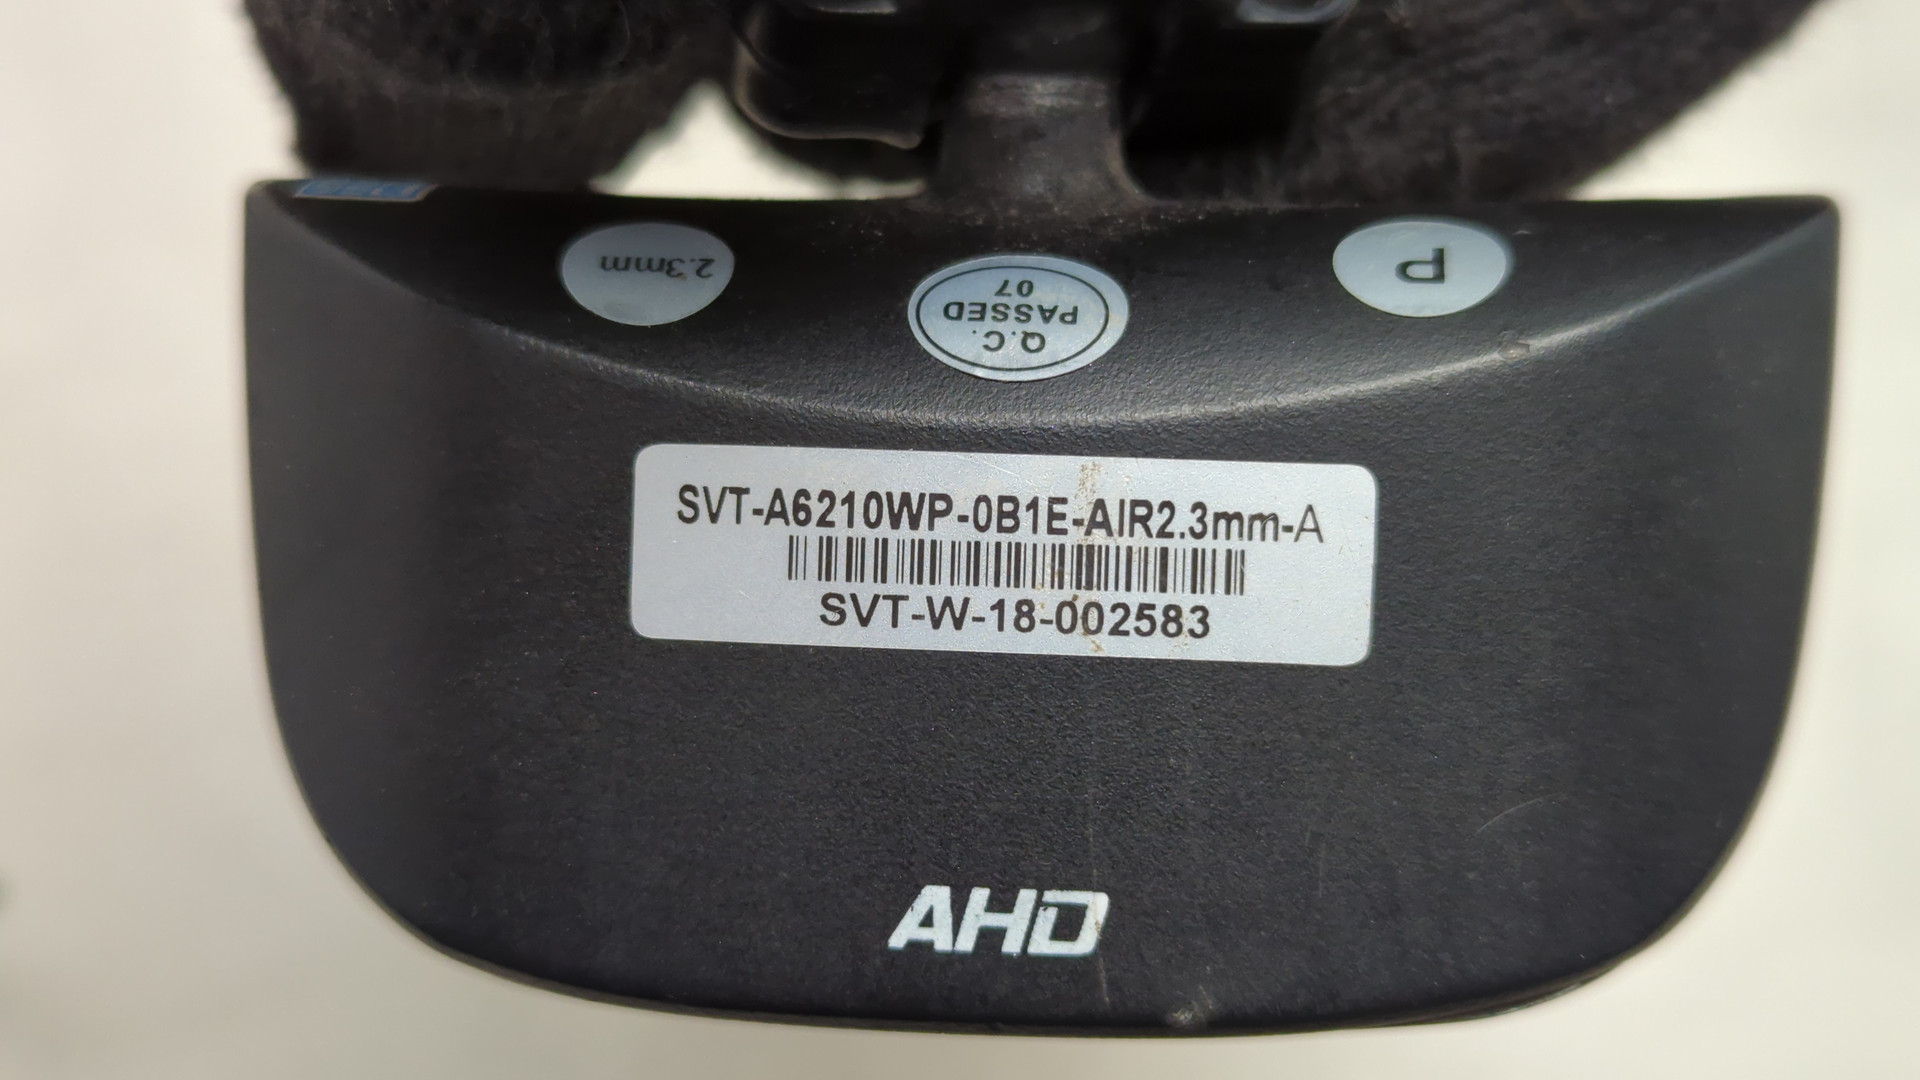 2.3mm
Q.C.
PASSED
07
P
SVT-A6210WP-0B1E-AIR2.3mm-A
SVT-W-18-002583
AHD